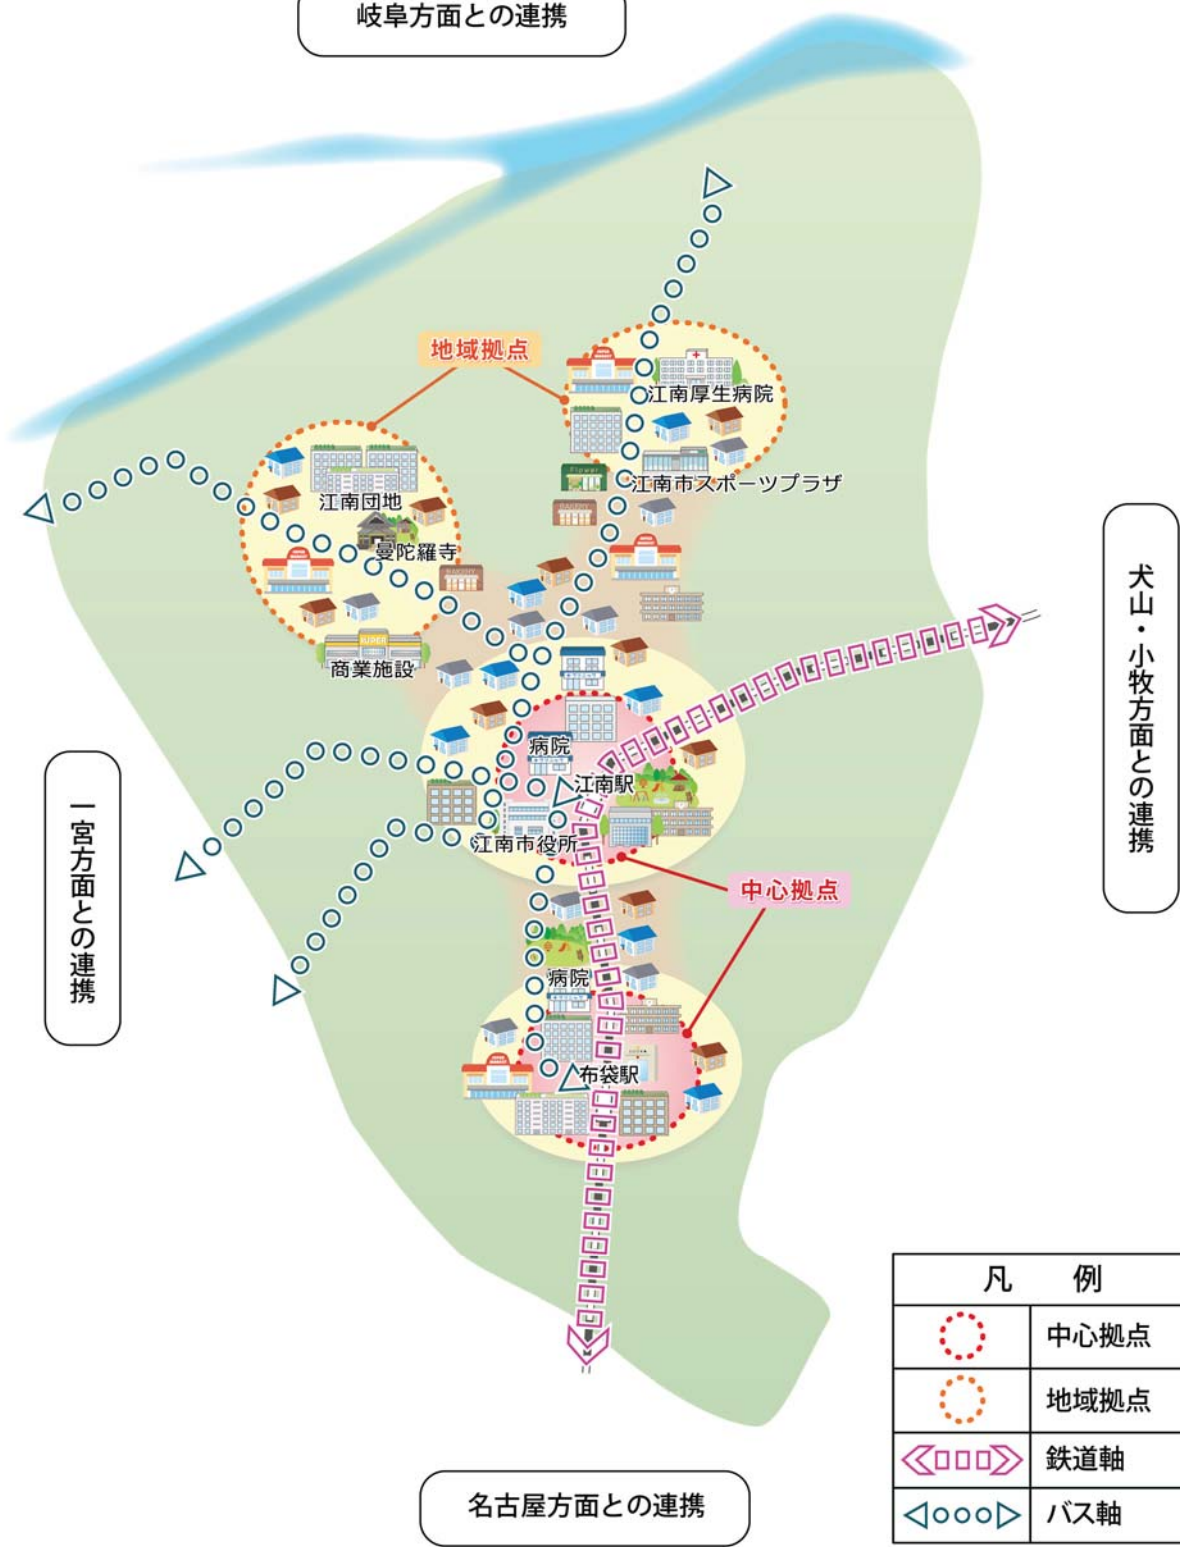 岐阜方面との連携
地域拠点
江南厚生病院
江南市スポーツプラザ
江南団地
曼陀羅寺
商業施設
SUPER
Flower
BAKERY
BAKERY
犬山・小牧方面との連携
病院
江南駅
江南市役所
中心拠点
一宮方面との連携
病院
布袋駅
名古屋方面との連携
凡 例
中心拠点
地域拠点
鉄道軸
バス軸